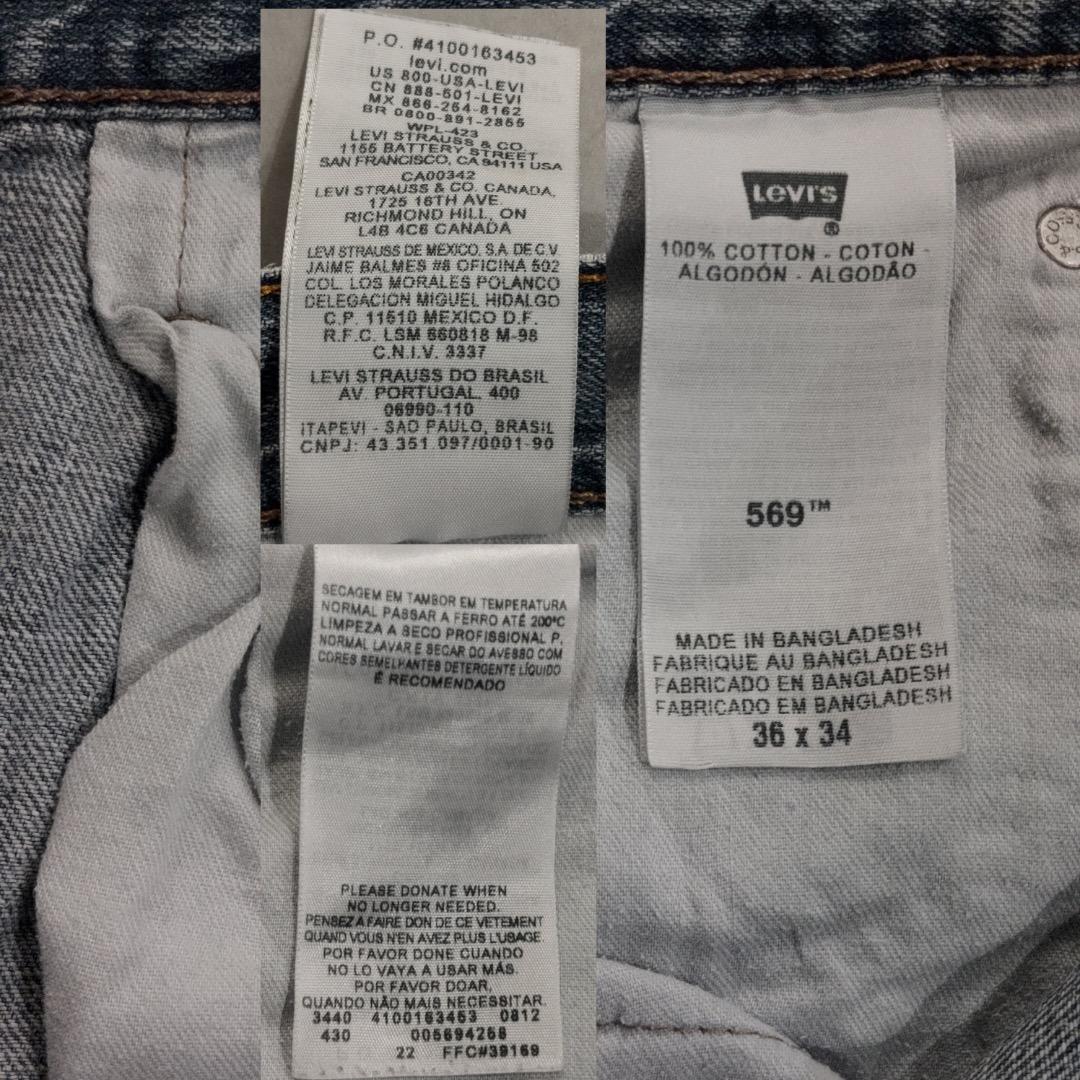 P.O. #4100163453
levi.com
US 800-USA-LEVI
CN 888-501-LEVI
MX 866-254-8162
BR 0800-891-2855
WPL-423
LEVI STRAUSS & CO.
1155 BATTERY STREET
SAN FRANCISCO, CA 94111 USA
CA00342
LEVI STRAUSS & CO. CANADA,
1725 16TH AVE.
RICHMOND HILL, ON
L4B 4C6 CANADA
LEVI STRAUSS DE MEXICO, S.A. DE C.V.
JAIME BALMES #8 OFICINA 502
COL. LOS MORALES POLANCO
DELEGACION MIGUEL HIDALGO
C.P. 11510 MEXICO D.F.
R.F.C. LSM 660818 M-98
C.N.I.V. 3337
LEVI STRAUSS DO BRASIL
AV. PORTUGAL, 400
06690-110
ITAPEVI - SAO PAULO, BRASIL
CNPJ: 43.351.097/0001-90
SECAGEM EM TAMBOR EM TEMPERATURA
NORMAL PASSAR A FERRO ATÉ 200°C
LIMPEZA A SECO PROFISSIONAL P,
NORMAL LAVAR E SECAR DO AVESSO COM
CORES SEMELHANTES DETERGENTE LÍQUIDO
É RECOMENDADO
PLEASE DONATE WHEN
NO LONGER NEEDED.
PENSEZ A FAIRE DON DE CE VETEMENT
QUAND VOUS N'EN AVEZ PLUS L'USAGE.
POR FAVOR DONE CUANDO
NO LO VAYA A USAR MÁS.
POR FAVOR DOAR,
QUANDO NÃO MAIS NECESSITAR.
3440 4100163453 0812
430 005694268
22 FFC#39169
LEVI'S
®
100% COTTON - COTON -
ALGODÓN - ALGODÃO
569™
MADE IN BANGLADESH
FABRIQUE AU BANGLADESH
FABRICADO EN BANGLADESH
FABRICADO EM BANGLADESH
36 x 34